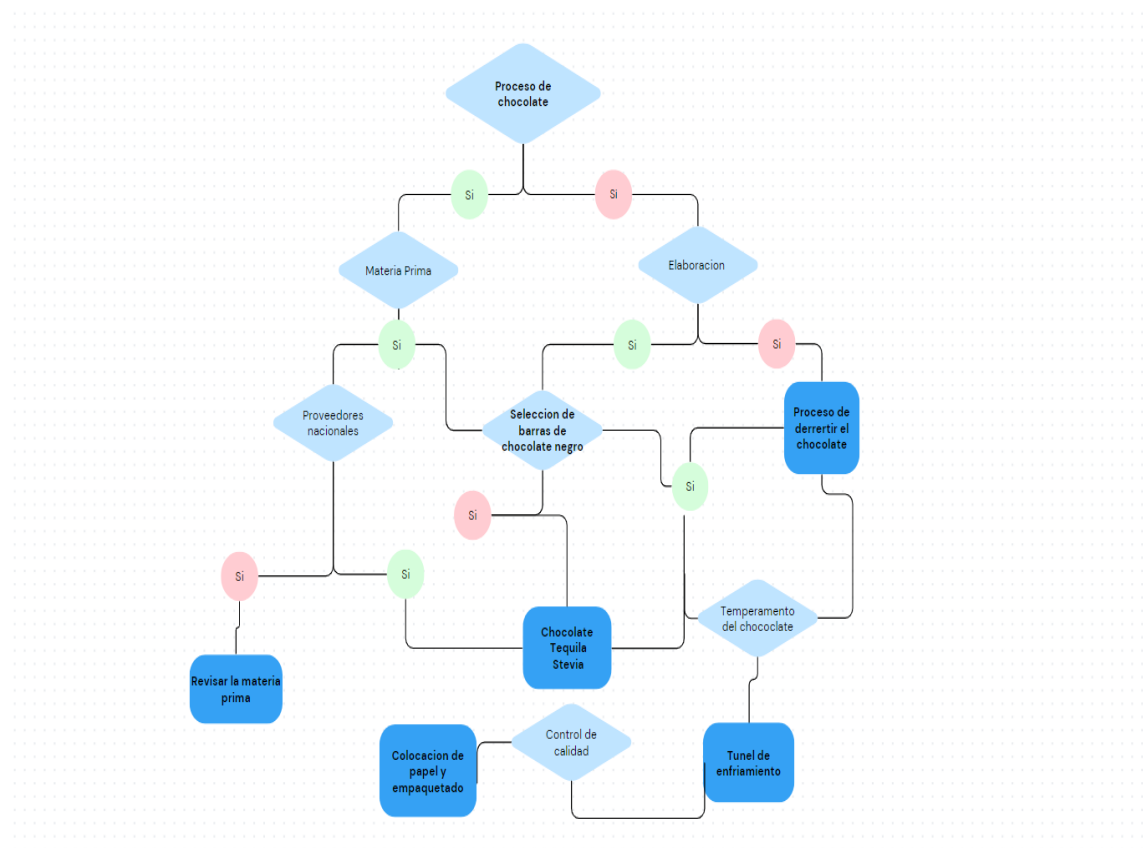 Proceso de
chocolate
Si
Si
Materia Prima
Elaboracion
Si
Si
Si
Proveedores
nacionales
Seleccion de
barras de
chocolate negro
Proceso de
derrertir el
chocolate
Si
Si
Si
Si
Temperamento
del chococlate
Chocolate
Tequila
Stevia
Revisar la materia
prima
Control de
calidad
Colocacion de
papel y
empaquetado
Tunel de
enfriamiento